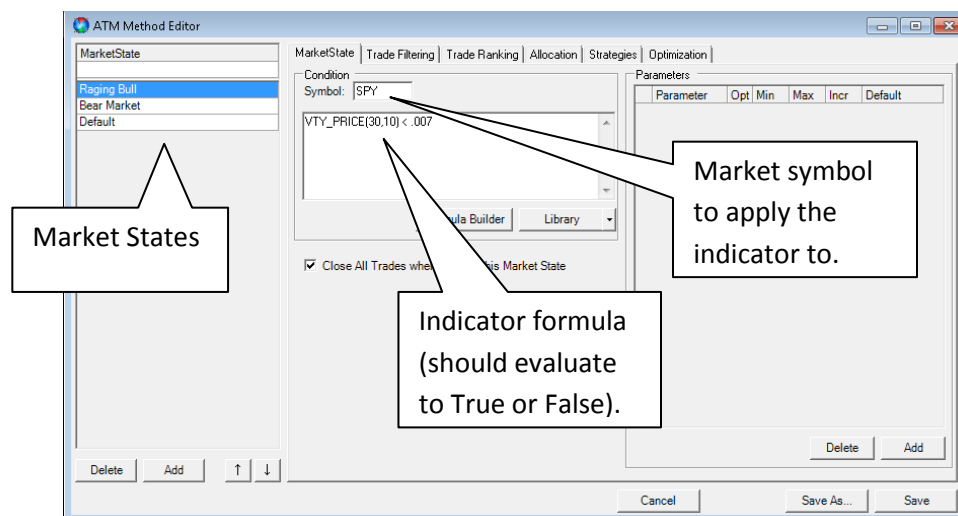 ATM Method Editor
MarketState
Raging Bull
Bear Market
Default
MarketState Trade Filtering Trade Ranking Allocation Strategies Optimization
Condition
Symbol: SPY
VTY_PRICE(30,10) < .007
Builder Library
Close All Trades when his Market State
Parameters
Parameter Opt Min Max Incr Default
Market States
Market symbol
to apply the
indicator to.
Indicator formula
(should evaluate
to True or False).
Delete Add ↑ ↓
Delete Add
Cancel Save As... Save